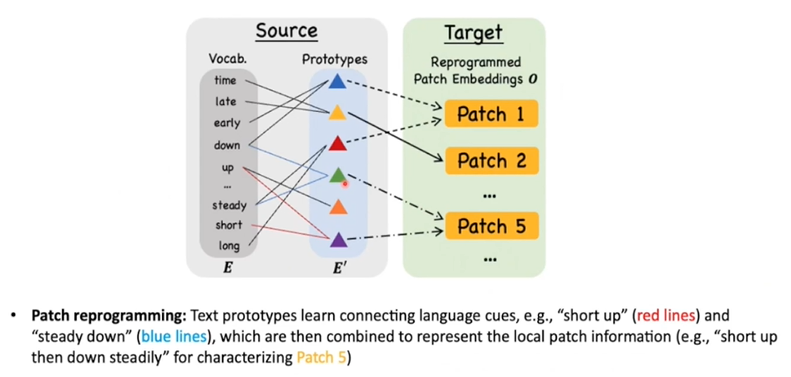 Source
Target
Vocab.
Prototypes
Reprogrammed
Patch Embeddings O
time
late
early
down
up
...
steady
short
long
E
E'
Patch 1
Patch 2
...
Patch 5
...
• Patch reprogramming: Text prototypes learn connecting language cues, e.g., “short up” (red lines) and
“steady down” (blue lines), which are then combined to represent the local patch information (e.g., “short up
then down steadily” for characterizing Patch 5)